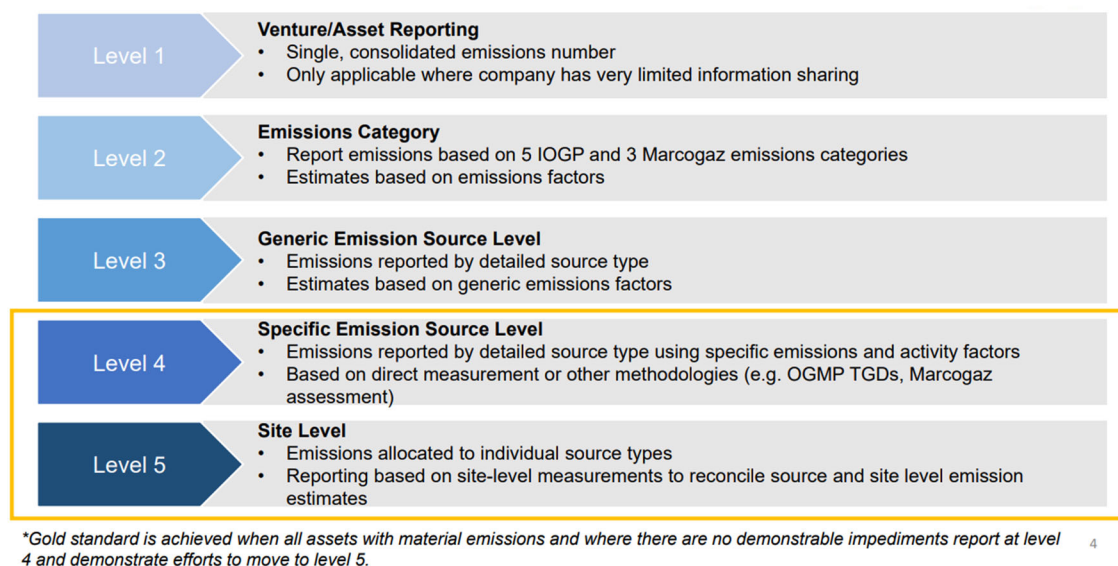 Level 1
Venture/Asset Reporting
• Single, consolidated emissions number
• Only applicable where company has very limited information sharing
Level 2
Emissions Category
• Report emissions based on 5 IOGP and 3 Marcogaz emissions categories
• Estimates based on emissions factors
Level 3
Generic Emission Source Level
• Emissions reported by detailed source type
• Estimates based on generic emissions factors
Level 4
Specific Emission Source Level
• Emissions reported by detailed source type using specific emissions and activity factors
• Based on direct measurement or other methodologies (e.g. OGMP TGDs, Marcogaz
assessment)
Level 5
Site Level
• Emissions allocated to individual source types
• Reporting based on site-level measurements to reconcile source and site level emission
estimates
*Gold standard is achieved when all assets with material emissions and where there are no demonstrable impediments report at level
4 and demonstrate efforts to move to level 5.
4